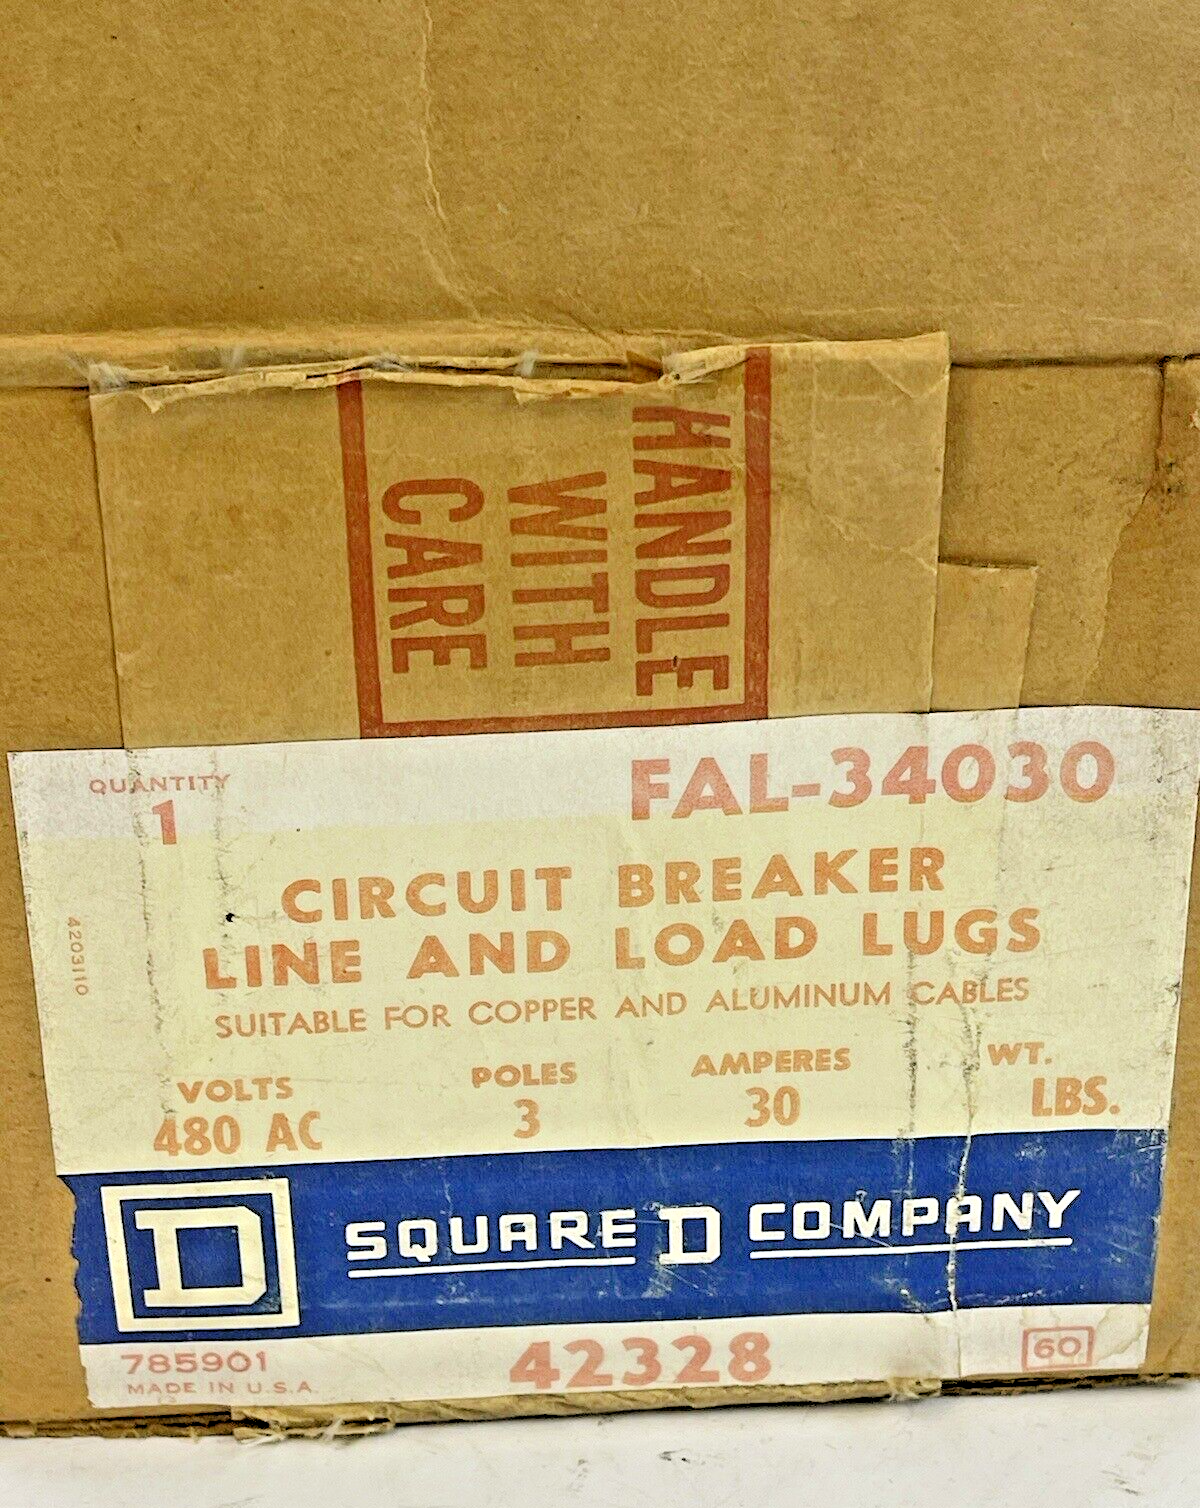 HANDLE
WITH
CARE
QUANTITY
1
FAL-34030
CIRCUIT BREAKER
LINE AND LOAD LUGS
SUITABLE FOR COPPER AND ALUMINUM CABLES
4203110
VOLTS POLES AMPERES WT.
480 AC 3 30 LBS.
D SQUARE D COMPANY
785901
MADE IN U.S.A.
42328
60